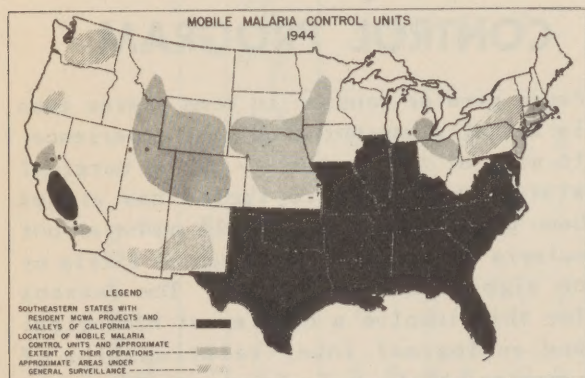 MOBILE MALARIA CONTROL UNITS
1944
LEGEND
SOUTHEASTERN STATES WITH
RESIDENT MCWA PROJECTS AND
VALLEYS OF CALIFORNIA
LOCATION OF MOBILE MALARIA
CONTROL UNITS AND APPROXIMATE
EXTENT OF THEIR OPERATIONS
APPROXIMATE AREAS UNDER
GENERAL SURVEILLANCE